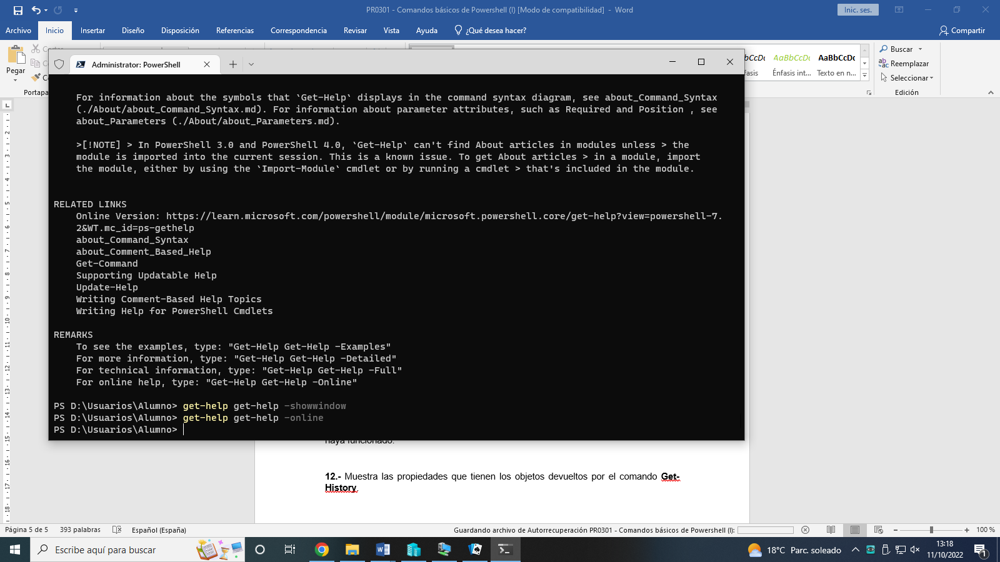 PR0301 - Comandos básicos de Powershell (I) [Modo de compatibilidad] - Word
Inic. ses.
Archivo Inicio Insertar Diseño Disposición Referencias Correspondencia Revisar Vista Ayuda ¿Qué desea hacer? Compartir
Pegar
Portapa
Administrator: PowerShell
AaBbCcDc AaBbCcDc
Énfasis int... Texto en n...
Buscar
Reemplazar
Seleccionar
Edición
For information about the symbols that `Get-Help` displays in the command syntax diagram, see about_Command_Syntax
(./About/about_Command_Syntax.md). For information about parameter attributes, such as Required and Position , see
about_Parameters (./About/about_Parameters.md).
>[!NOTE] > In PowerShell 3.0 and PowerShell 4.0, `Get-Help` can't find About articles in modules unless > the
module is imported into the current session. This is a known issue. To get About articles > in a module, import
the module, either by using the `Import-Module` cmdlet or by running a cmdlet > that's included in the module.
RELATED LINKS
Online Version: https://learn.microsoft.com/powershell/module/microsoft.powershell.core/get-help?view=powershell-7.
2&WT.mc_id=ps-gethelp
about_Command_Syntax
about_Comment_Based_Help
Get-Command
Supporting Updatable Help
Update-Help
Writing Comment-Based Help Topics
Writing Help for PowerShell Cmdlets
REMARKS
To see the examples, type: "Get-Help Get-Help -Examples"
For more information, type: "Get-Help Get-Help -Detailed"
For technical information, type: "Get-Help Get-Help -Full"
For online help, type: "Get-Help Get-Help -Online"
PS D:\Usuarios\Alumno> get-help get-help -showwindow
PS D:\Usuarios\Alumno> get-help get-help -online
PS D:\Usuarios\Alumno>
haya funcionado.
12.- Muestra las propiedades que tienen los objetos devueltos por el comando Get-
History.
Página 5 de 5 393 palabras Español (España) Guardando archivo de Autorrecuperación PR0301 - Comandos básicos de Powershell (I): 100 %
Escribe aquí para buscar
18°C Parc. soleado
13:18
11/10/2022
1